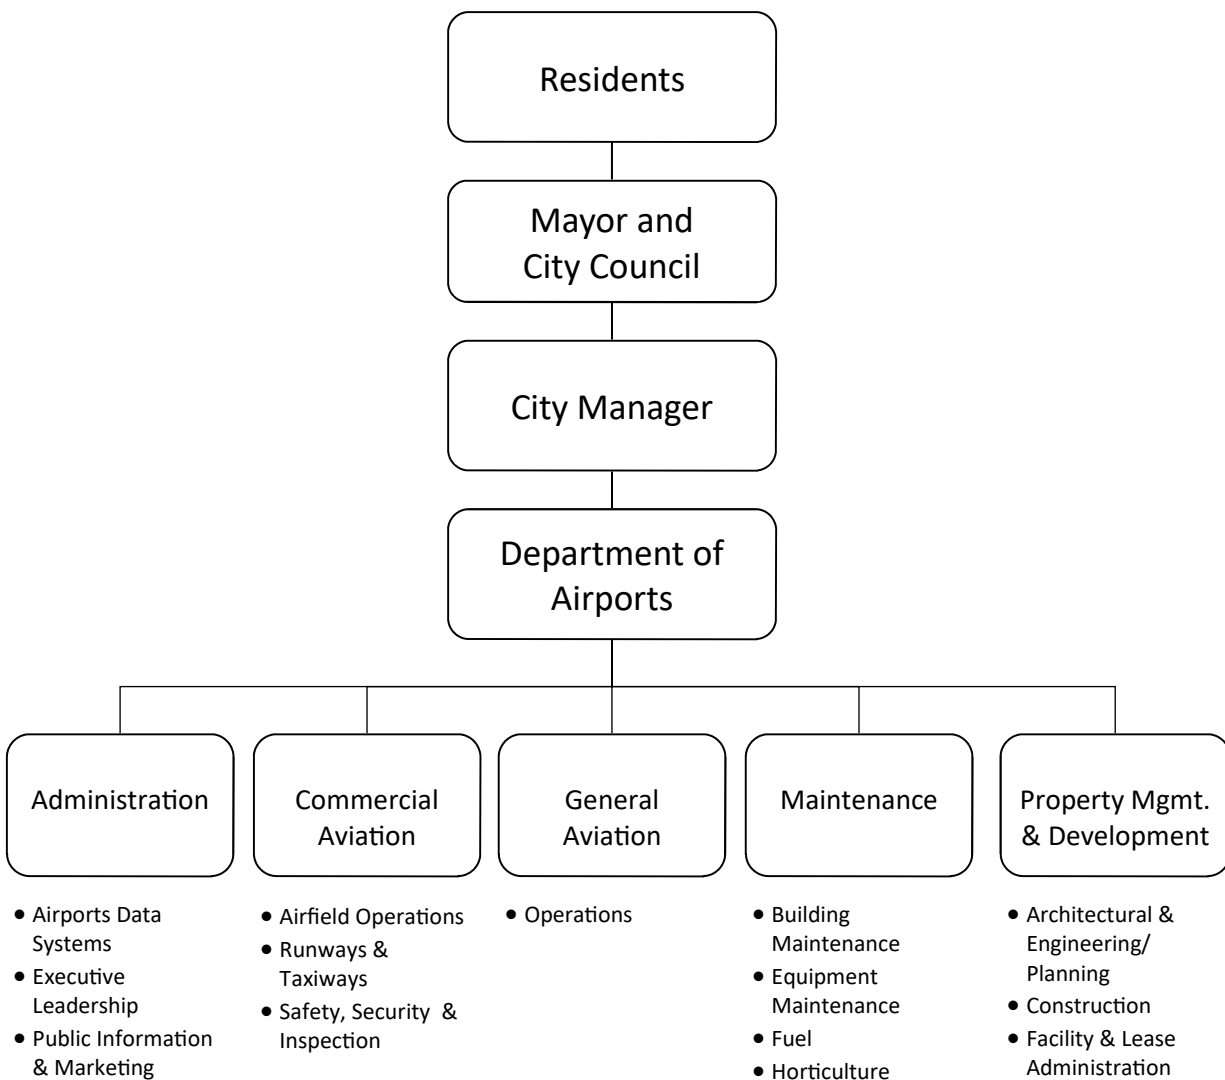 Residents
Mayor and
City Council
City Manager
Department of
Airports
Administration
Commercial
Aviation
General
Aviation
Maintenance
Property Mgmt.
& Development
• Airports Data
Systems
• Executive
Leadership
• Public Information
& Marketing
• Airfield Operations
• Runways &
Taxiways
• Safety, Security &
Inspection
• Operations
• Building
Maintenance
• Equipment
Maintenance
• Fuel
• Horticulture
• Architectural &
Engineering/
Planning
• Construction
• Facility & Lease
Administration